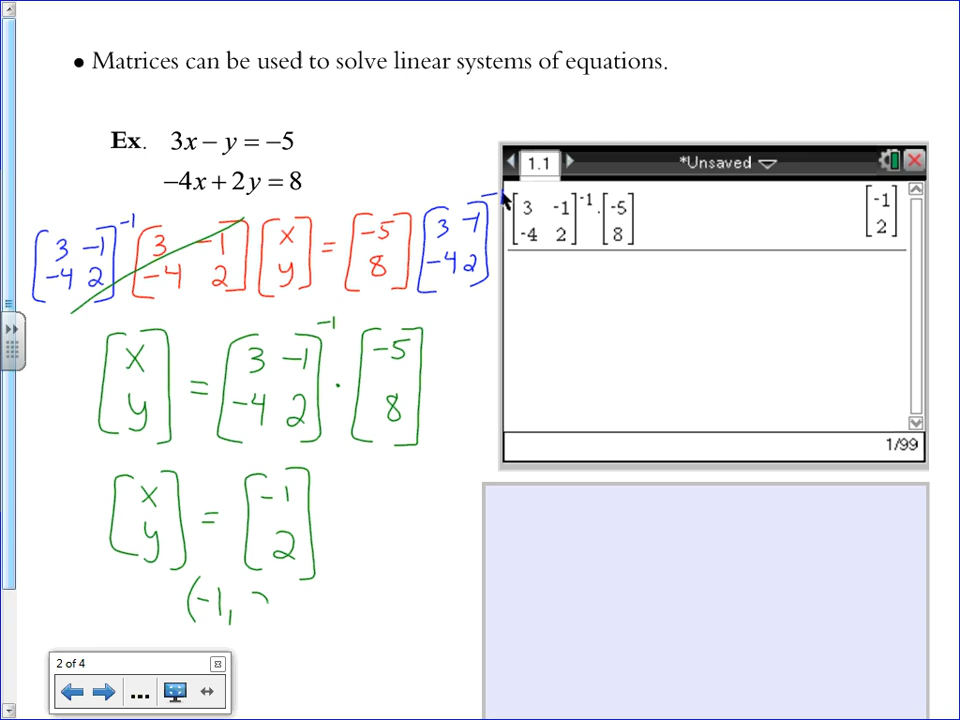 • Matrices can be used to solve linear systems of equations.
Ex. 3x − y = −5
−4x + 2y = 8
[3 −1; −4 2]⁻¹ [3 −1; −4 2] [x; y] = [−5; 8] [3 −1; −4 2]⁻
[x; y] = [3 −1; −4 2]⁻¹ · [−5; 8]
[x; y] = [−1; 2]
(−1,
1.1
*Unsaved
[3 -1; -4 2]⁻¹ · [-5; 8] [-1; 2]
1/99
2 of 4
...